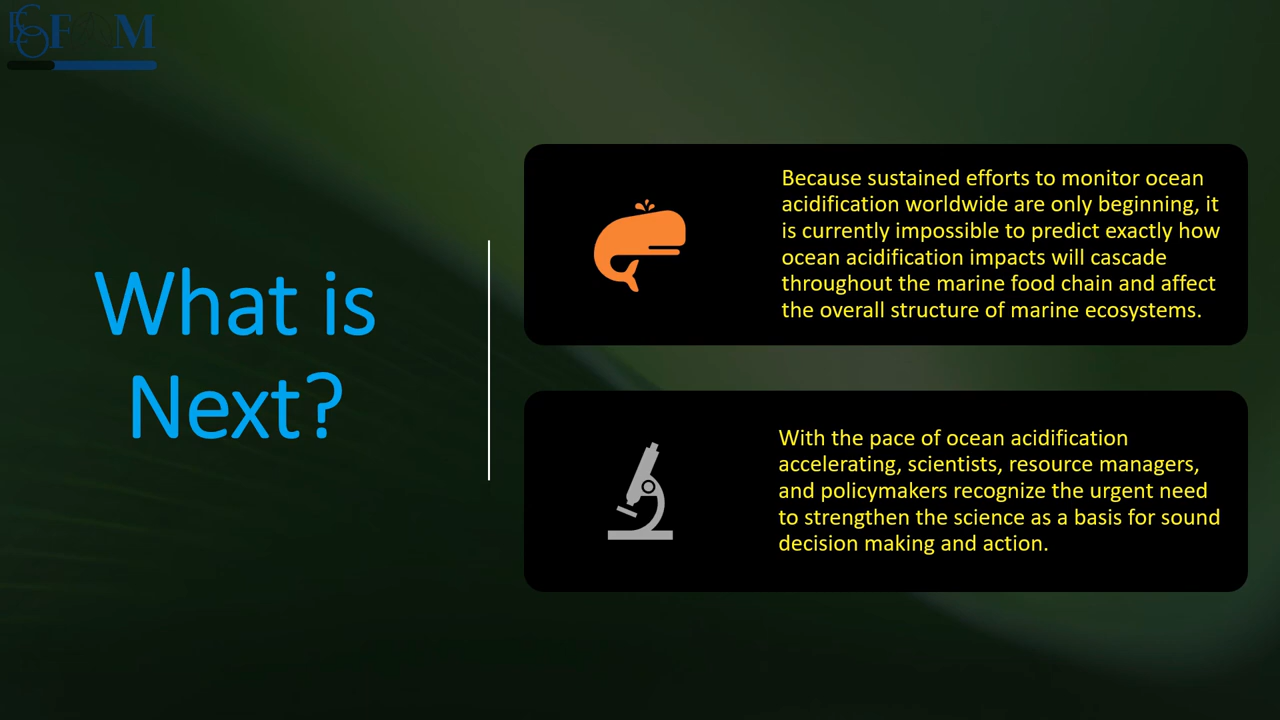 What is
Next?
Because sustained efforts to monitor ocean
acidification worldwide are only beginning, it
is currently impossible to predict exactly how
ocean acidification impacts will cascade
throughout the marine food chain and affect
the overall structure of marine ecosystems.
With the pace of ocean acidification
accelerating, scientists, resource managers,
and policymakers recognize the urgent need
to strengthen the science as a basis for sound
decision making and action.